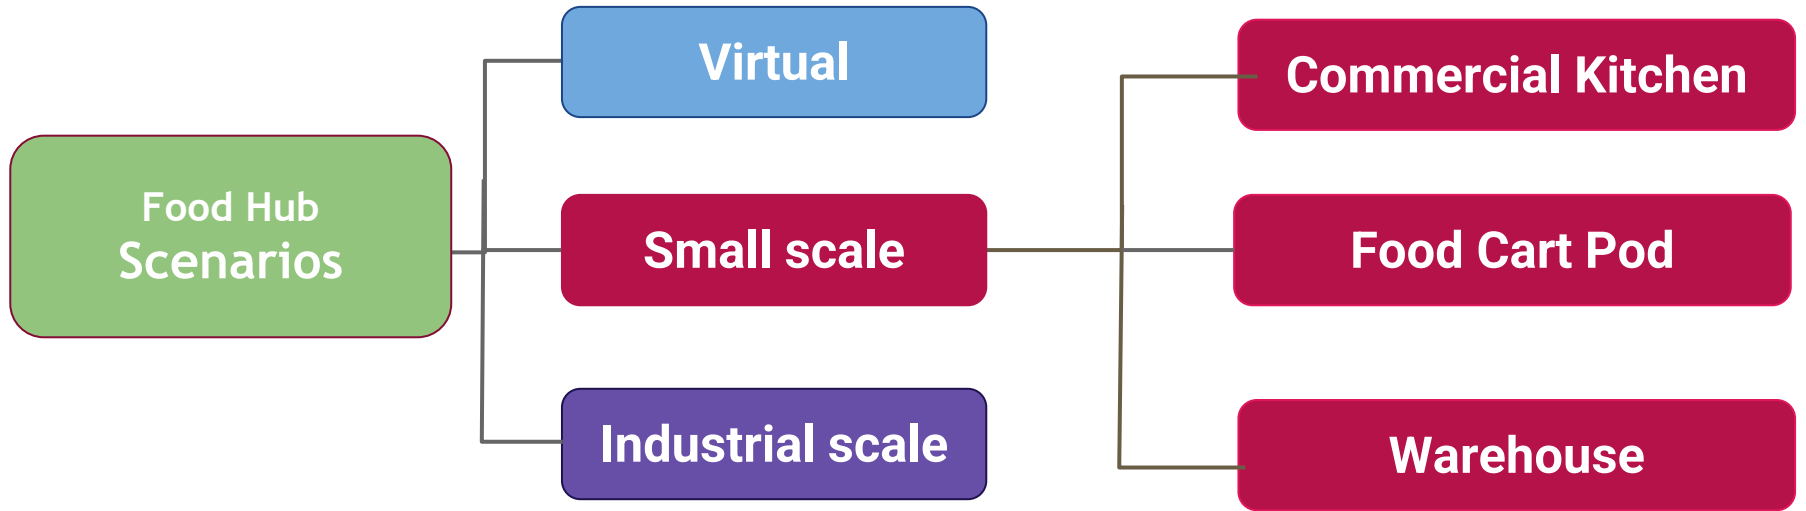 Food Hub
Scenarios
Virtual
Small scale
Industrial scale
Commercial Kitchen
Food Cart Pod
Warehouse